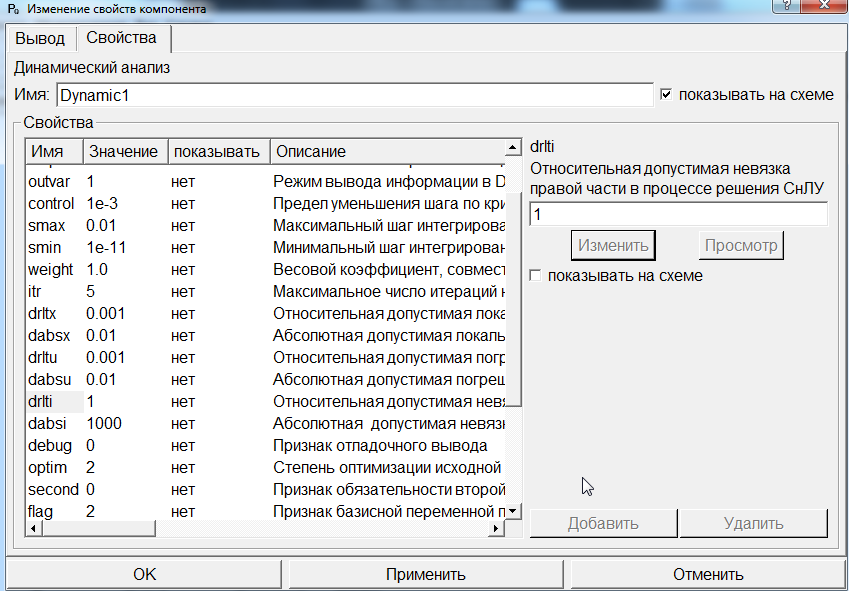 Изменение свойств компонента
Вывод Свойства
Динамический анализ
Имя: Dynamic1 показывать на схеме
Свойства
Имя Значение показывать Описание
outvar 1 нет Режим вывода информации в D
control 1e-3 нет Предел уменьшения шага по кри
smax 0.01 нет Максимальный шаг интегрирова
smin 1e-11 нет Минимальный шаг интегрирован
weight 1.0 нет Весовой коэффициент, совмест
itr 5 нет Максимальное число итераций н
drltx 0.001 нет Относительная допустимая лока
dabsx 0.01 нет Абсолютная допустимая локаль
drltu 0.001 нет Относительная допустимая погр
dabsu 0.01 нет Абсолютная допустимая погреш
drlti 1 нет Относительная допустимая невя
dabsi 1000 нет Абсолютная допустимая невязк
debug 0 нет Признак отладочного вывода
optim 2 нет Степень оптимизации исходной
second 0 нет Признак обязательности второй
flag 2 нет Признак базисной переменной п
drlti
Относительная допустимая невязка
правой части в процессе решения СнЛУ
1
Изменить Просмотр
показывать на схеме
Добавить Удалить
OK Применить Отменить